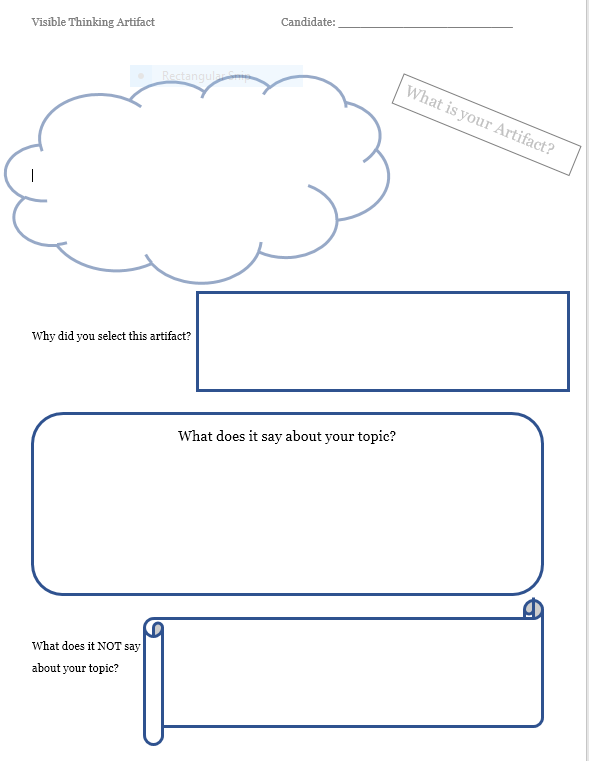 Visible Thinking Artifact Candidate: ____________________________
Rectangular Snip
What is your Artifact?
Why did you select this artifact?
What does it say about your topic?
What does it NOT say
about your topic?